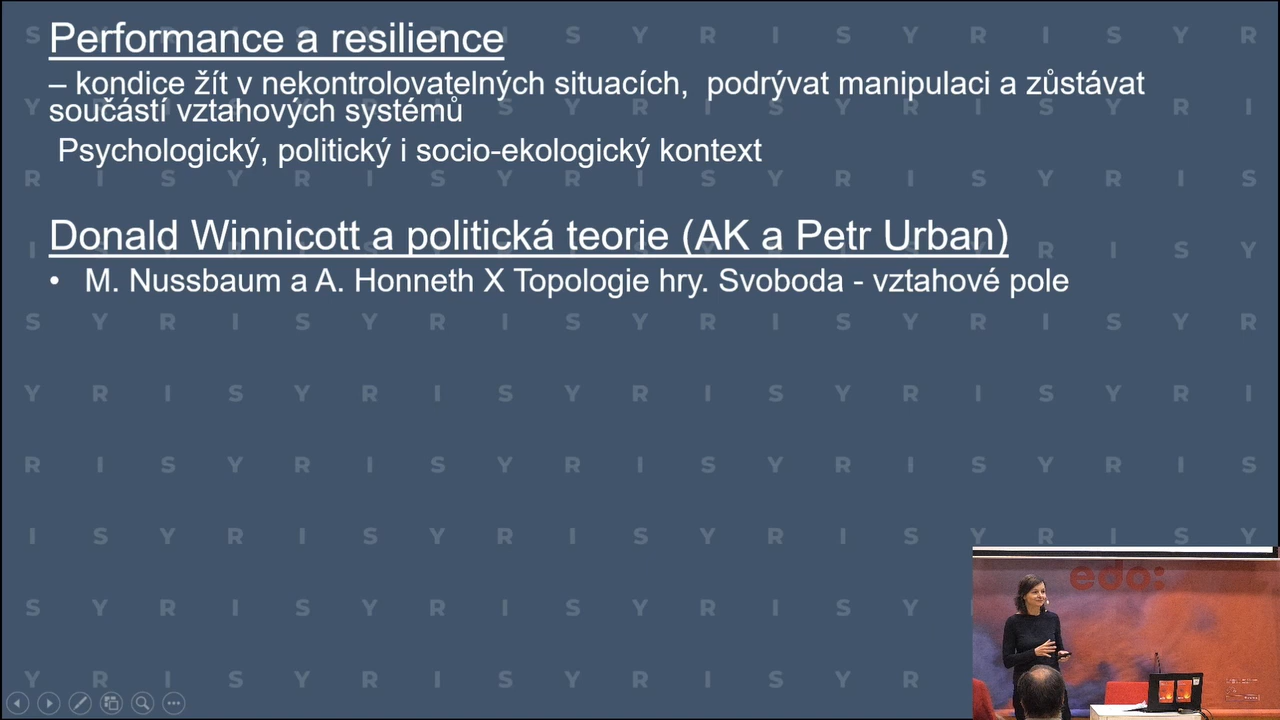 Performance a resilience
– kondice žít v nekontrolovatelných situacích, podrývat manipulaci a zůstávat
součástí vztahových systémů
Psychologický, politický i socio-ekologický kontext
Donald Winnicott a politická teorie (AK a Petr Urban)
• M. Nussbaum a A. Honneth X Topologie hry. Svoboda - vztahové pole
S Y R I S Y R I S Y R I S Y R I S Y R
Y R I S Y R I S Y R I S Y R I S Y R I
R I S Y R I S Y R I S Y R I S Y R I S
I S Y R I S Y R I S Y R I S Y R I S Y
S Y R I S Y R I S Y R I S Y R I S Y R
Y R I S Y R I S Y R I S Y R I S Y R I
R I S Y R I S Y R I S Y R I S Y R I S
I S Y R I S Y R I S Y R I S Y R I S Y
S Y R I S Y R I S Y R I S Y
Y R I S Y R I S Y R I S Y R
eda: